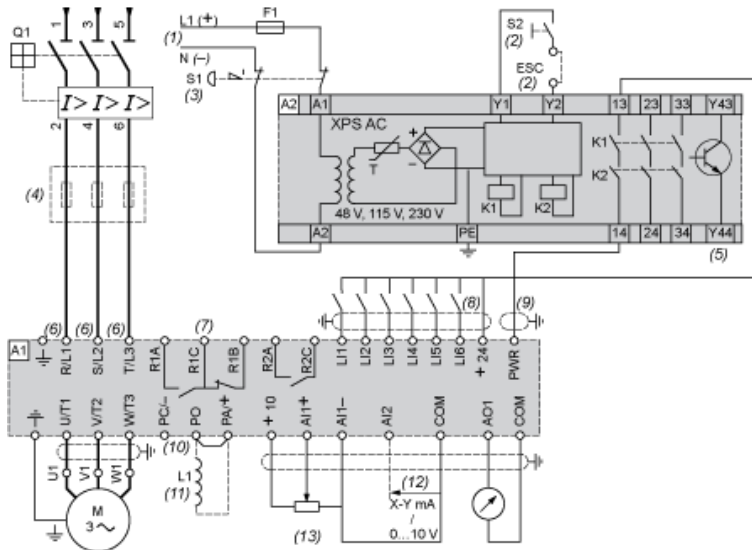 1 3 5
Q1
I> I> I>
2 4 6
(4)
L1 (+)
F1
(1)
N (–)
S1
(3)
S2
(2)
ESC
(2)
A2 A1 Y1 Y2 13 23 33 Y43
XPS AC
+
T
–
K1
K2
K1 K2
48 V, 115 V, 230 V
A2 PE 14 24 34 Y44
(5)
(6) (6) (6) (7) (8) (9)
A1 R/L1 S/L2 T/L3 R1A R1C R1B R2A R2C LI1 LI2 LI3 LI4 LI5 LI6 + 24 PWR
U/T1 V/T2 W/T3 PC/– PO PA/+ + 10 AI1+ AI1– AI2 COM AO1 COM
(10)
U1 V1 W1
L1
(11)
(12)
X-Y mA
/
0...10 V
M
3 ~
(13)